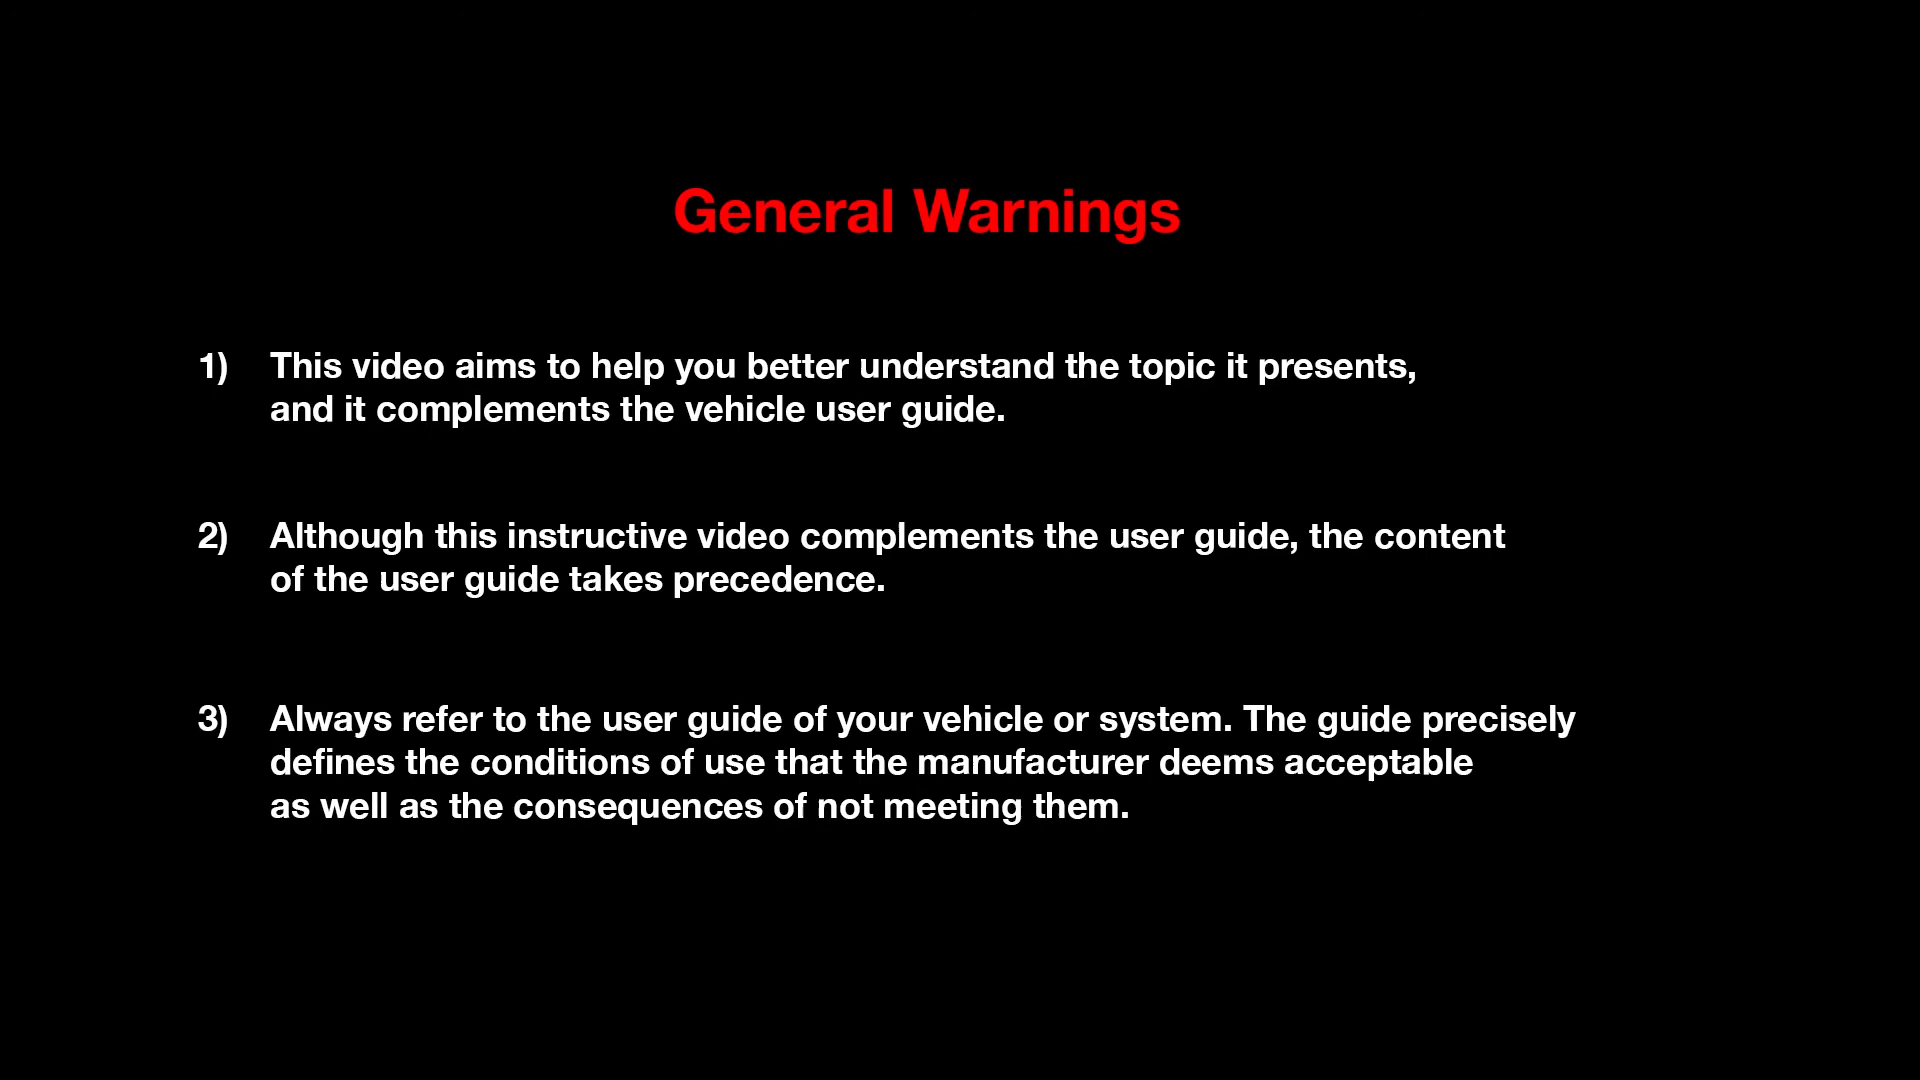 General Warnings
1) This video aims to help you better understand the topic it presents,
and it complements the vehicle user guide.
2) Although this instructive video complements the user guide, the content
of the user guide takes precedence.
3) Always refer to the user guide of your vehicle or system. The guide precisely
defines the conditions of use that the manufacturer deems acceptable
as well as the consequences of not meeting them.